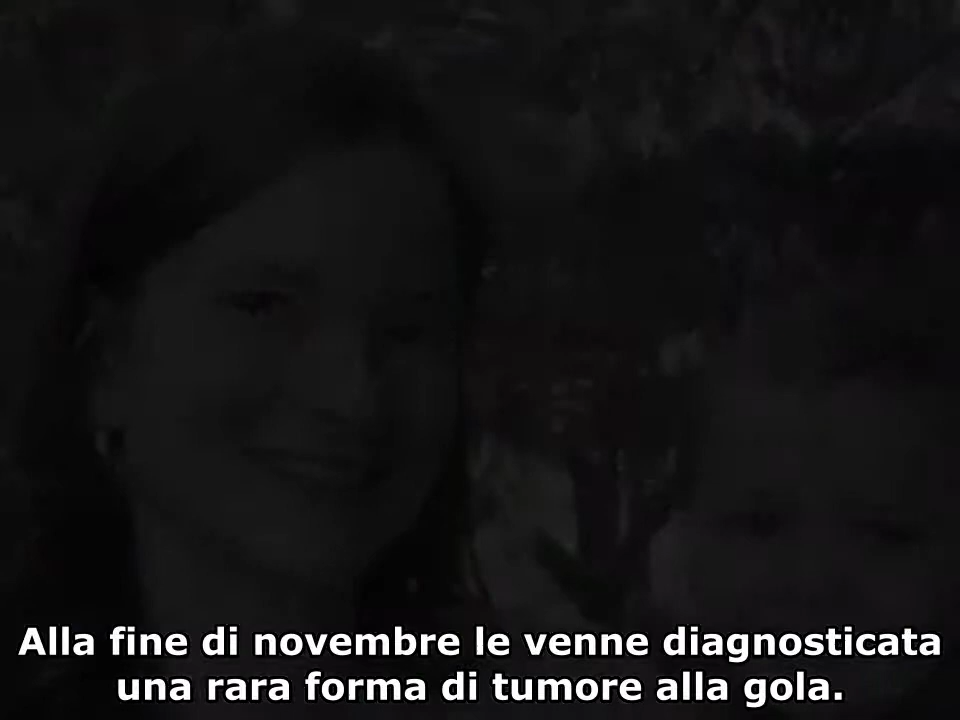 Alla fine di novembre le venne diagnosticata
una rara forma di tumore alla gola.